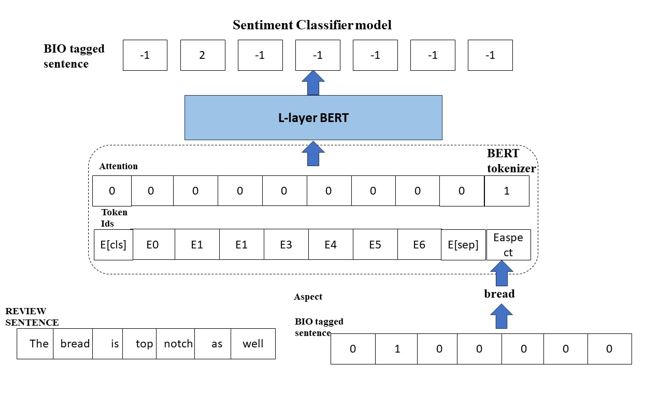 Sentiment Classifier model
BIO tagged
sentence
-1 2 -1 -1 -1 -1 -1
L-layer BERT
BERT
tokenizer
Attention
0 0 0 0 0 0 0 0 0 1
Token
Ids
E[cls] E0 E1 E1 E3 E4 E5 E6 E[sep] Easpe
ct
bread
Aspect
REVIEW
SENTENCE
The bread is top notch as well
BIO tagged
sentence
0 1 0 0 0 0 0